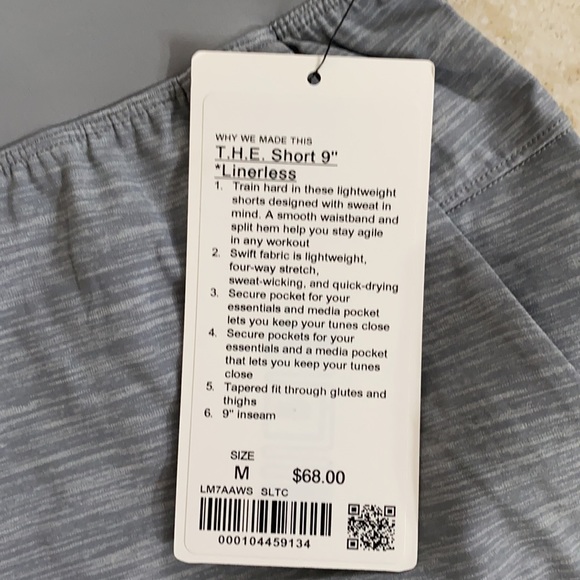 WHY WE MADE THIS
T.H.E. Short 9"
*Linerless
1. Train hard in these lightweight
shorts designed with sweat in
mind. A smooth waistband and
split hem help you stay agile
in any workout
2. Swift fabric is lightweight,
four-way stretch,
sweat-wicking, and quick-drying
3. Secure pocket for your
essentials and media pocket
lets you keep your tunes close
4. Secure pockets for your
essentials and a media pocket
that lets you keep your tunes
close
5. Tapered fit through glutes and
thighs
6. 9" inseam
SIZE
M $68.00
LM7AAWS SLTC
000104459134